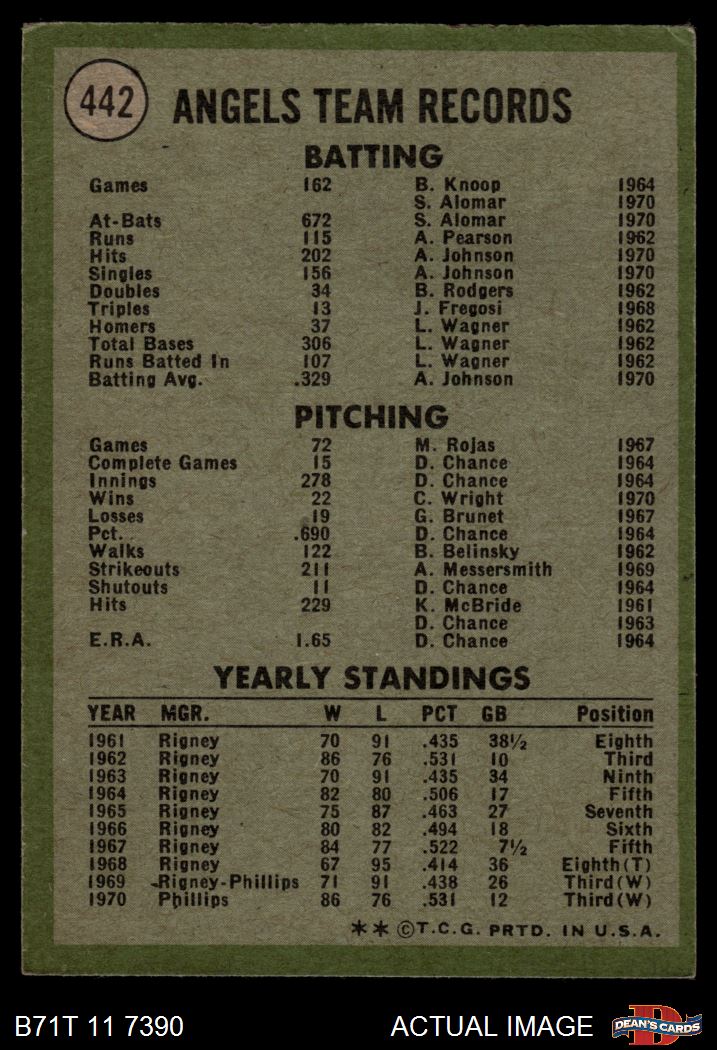 442 ANGELS TEAM RECORDS
BATTING
Games 162 B. Knoop 1964
S. Alomar 1970
At-Bats 672 S. Alomar 1970
Runs 115 A. Pearson 1962
Hits 202 A. Johnson 1970
Singles 156 A. Johnson 1970
Doubles 34 B. Rodgers 1962
Triples 13 J. Fregosi 1968
Homers 37 L. Wagner 1962
Total Bases 306 L. Wagner 1962
Runs Batted In 107 L. Wagner 1962
Batting Avg. .329 A. Johnson 1970
PITCHING
Games 72 M. Rojas 1967
Complete Games 15 D. Chance 1964
Innings 278 D. Chance 1964
Wins 22 C. Wright 1970
Losses 19 G. Brunet 1967
Pct. .690 D. Chance 1964
Walks 122 B. Belinsky 1962
Strikeouts 211 A. Messersmith 1969
Shutouts 11 D. Chance 1964
Hits 229 K. McBride 1961
D. Chance 1963
E.R.A. 1.65 D. Chance 1964
YEARLY STANDINGS
YEAR MGR. W L PCT GB Position
1961 Rigney 70 91 .435 38½ Eighth
1962 Rigney 86 76 .531 10 Third
1963 Rigney 70 91 .435 34 Ninth
1964 Rigney 82 80 .506 17 Fifth
1965 Rigney 75 87 .463 27 Seventh
1966 Rigney 80 82 .494 18 Sixth
1967 Rigney 84 77 .522 7½ Fifth
1968 Rigney 67 95 .414 36 Eighth(T)
1969 Rigney-Phillips 71 91 .438 26 Third(W)
1970 Phillips 86 76 .531 12 Third(W)
** ©T.C.G. PRTD. IN U.S.A.
B71T 11 7390 ACTUAL IMAGE D DEAN'S CARDS